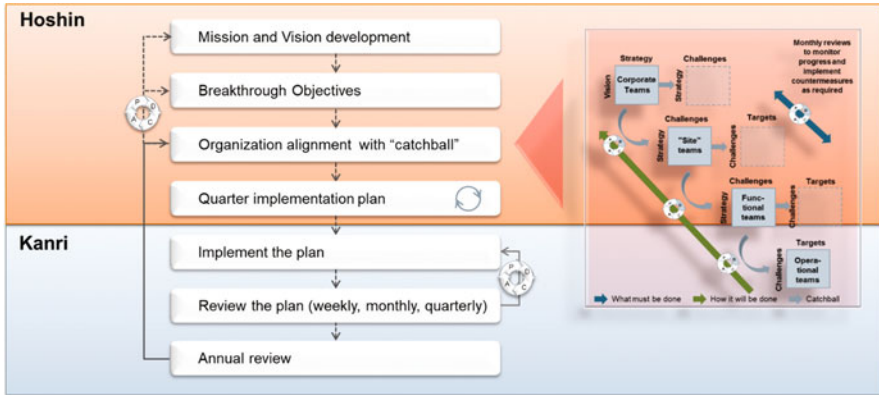 Hoshin
Mission and Vision development
Breakthrough Objectives
Organization alignment with “catchball”
Quarter implementation plan
P
D
C
A
Kanri
Implement the plan
Review the plan (weekly, monthly, quarterly)
Annual review
P
D
C
A
Monthly reviews
to monitor
progress and
implement
countermeasures
as required
Strategy
Vision
Corporate
Teams
Challenges
Strategy
Challenges
Strategy
"Site"
teams
Targets
Challenges
Challenges
Strategy
Func-
tional
teams
Targets
Challenges
Targets
Challenges
Opera-
tional
teams
What must be done
How it will be done
Catchball